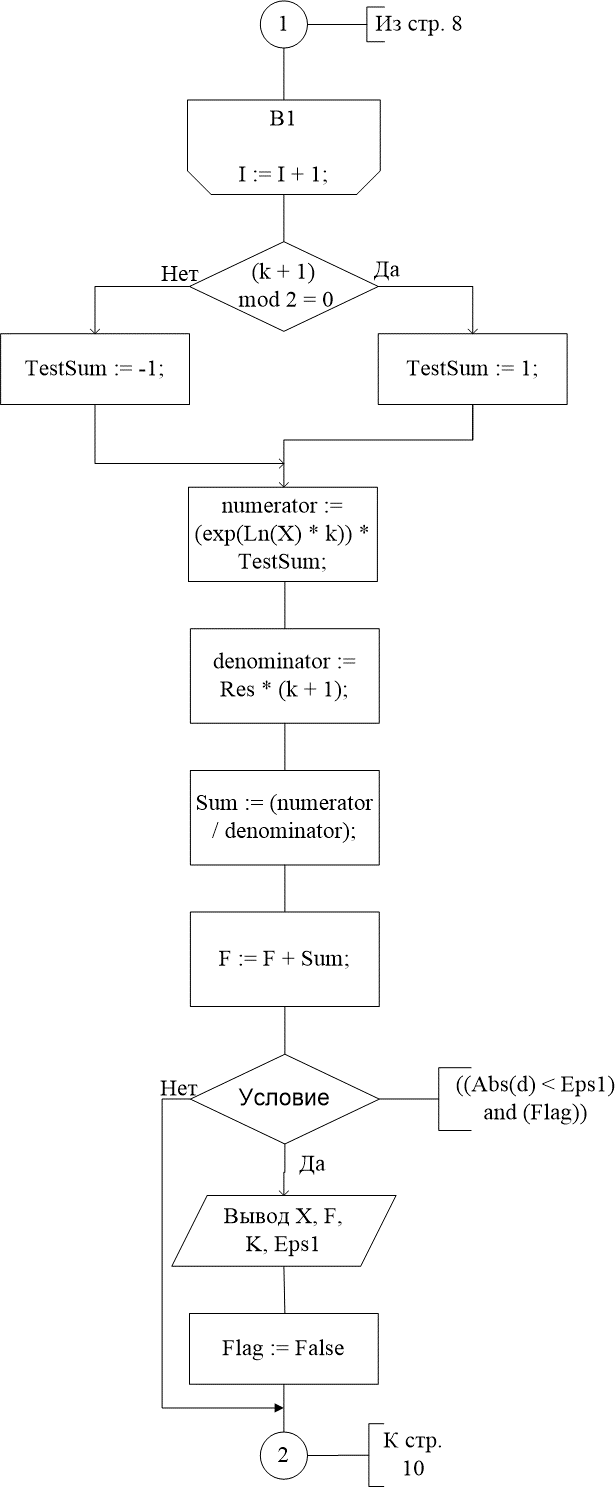 1
Из стр. 8
B1
I := I + 1;
Нет
(k + 1)
mod 2 = 0
Да
TestSum := -1;
TestSum := 1;
numerator :=
(exp(Ln(X) * k)) *
TestSum;
denominator :=
Res * (k + 1);
Sum := (numerator
/ denominator);
F := F + Sum;
Нет
Условие
((Abs(d) < Eps1)
and (Flag))
Да
Вывод X, F,
K, Eps1
Flag := False
2
К стр.
10